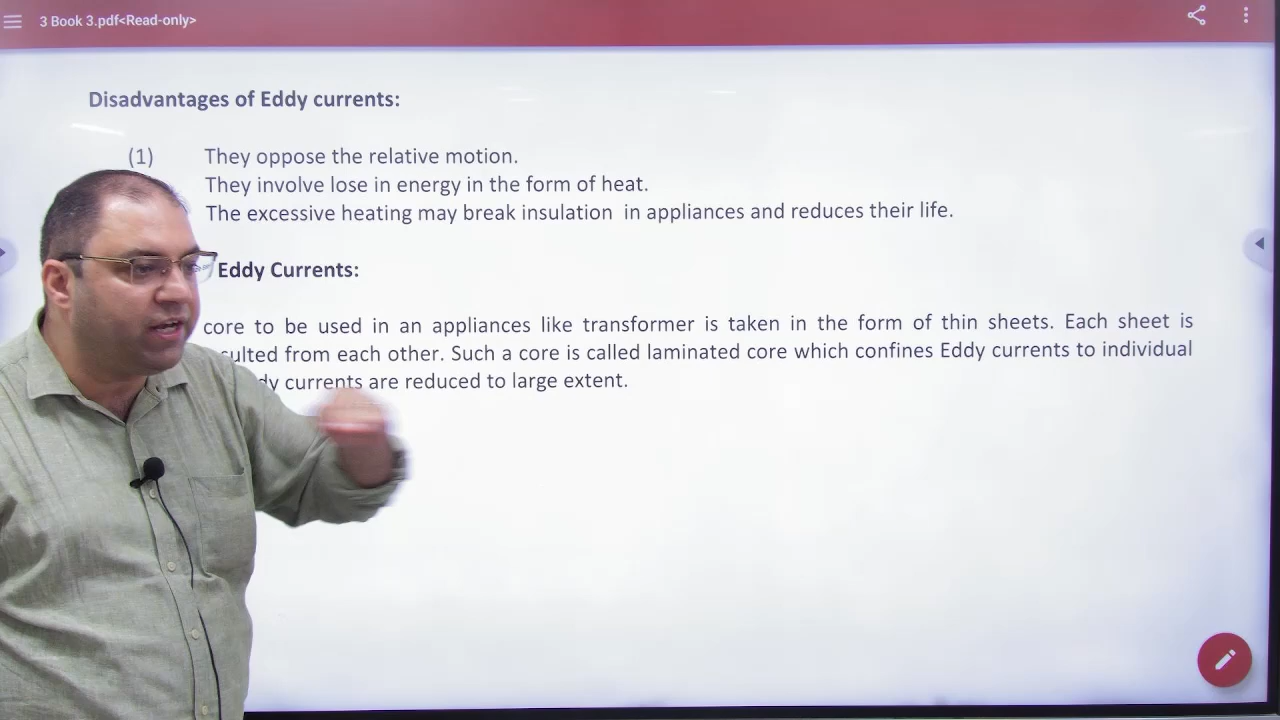 3 Book 3.pdf<Read-only>
Disadvantages of Eddy currents:
(1) They oppose the relative motion.
They involve lose in energy in the form of heat.
The excessive heating may break insulation in appliances and reduces their life.
Eddy Currents:
core to be used in an appliances like transformer is taken in the form of thin sheets. Each sheet is
from each other. Such a core is called laminated core which confines Eddy currents to individual
currents are reduced to large extent.